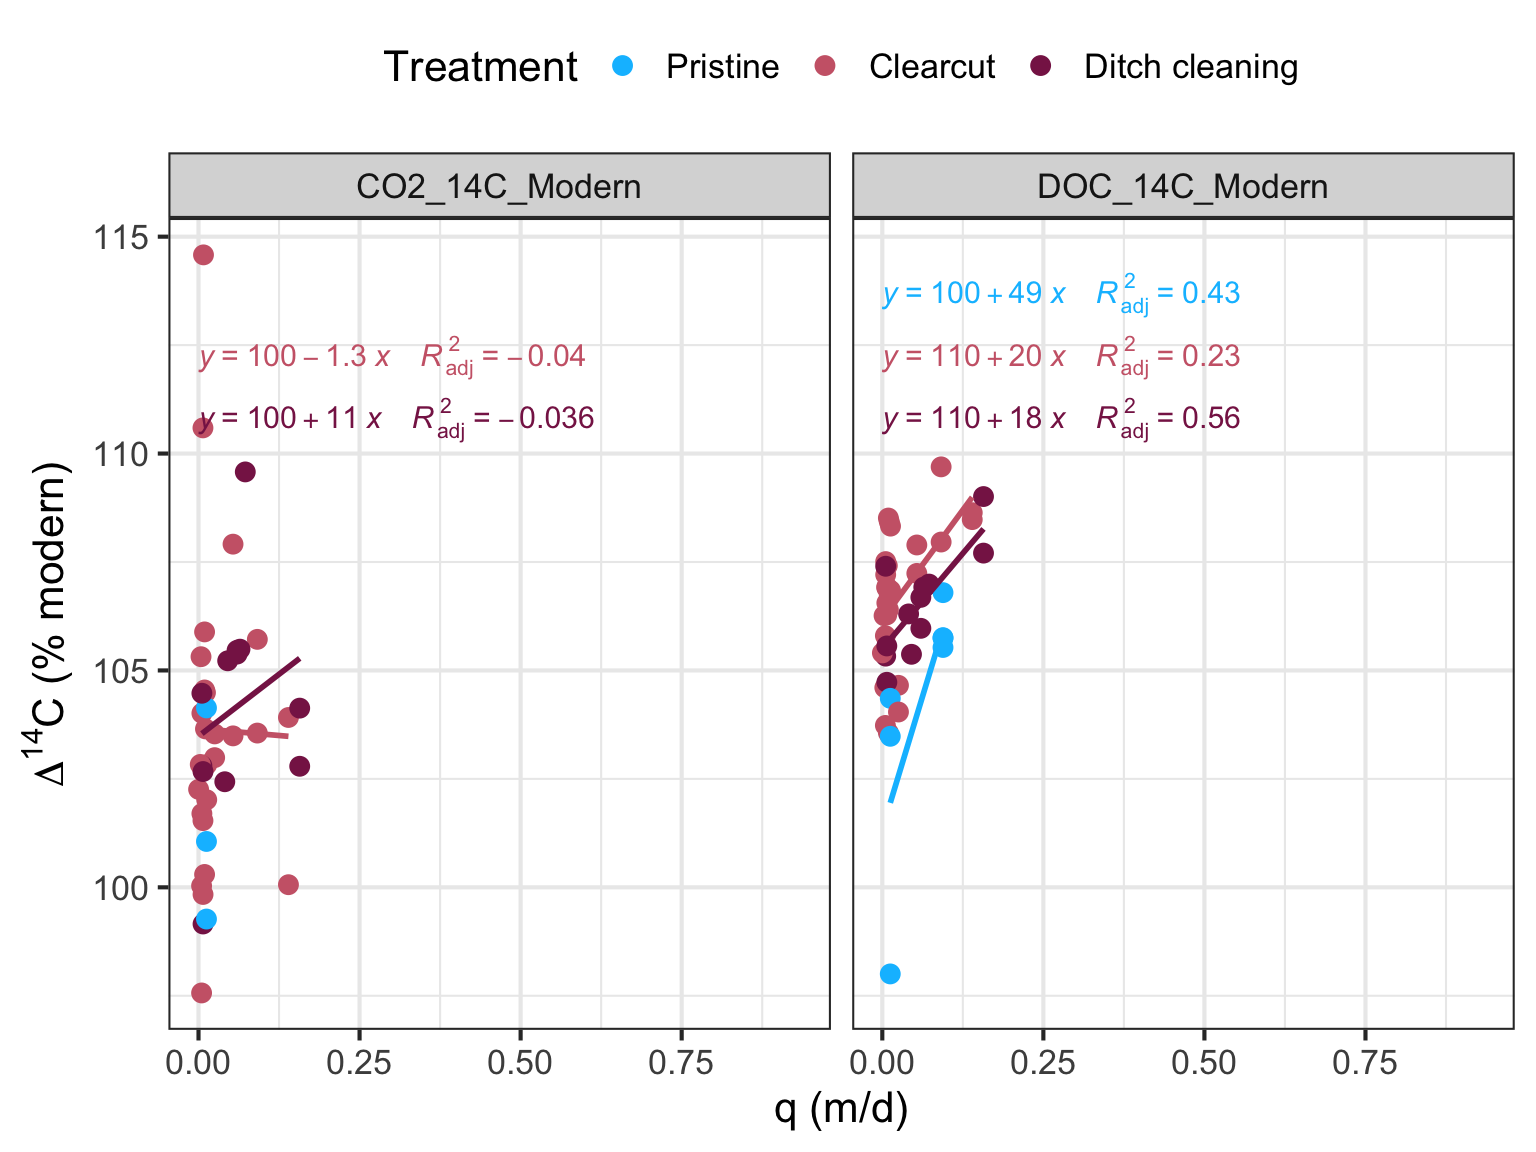 Treatment Pristine Clearcut Ditch cleaning
CO2_14C_Modern
DOC_14C_Modern
Δ¹⁴C (% modern)
115
110
105
100
y = 100 − 1.3 x R²adj = −0.04
y = 100 + 11 x R²adj = −0.036
y = 100 + 49 x R²adj = 0.43
y = 110 + 20 x R²adj = 0.23
y = 110 + 18 x R²adj = 0.56
0.00 0.25 0.50 0.75
0.00 0.25 0.50 0.75
q (m/d)